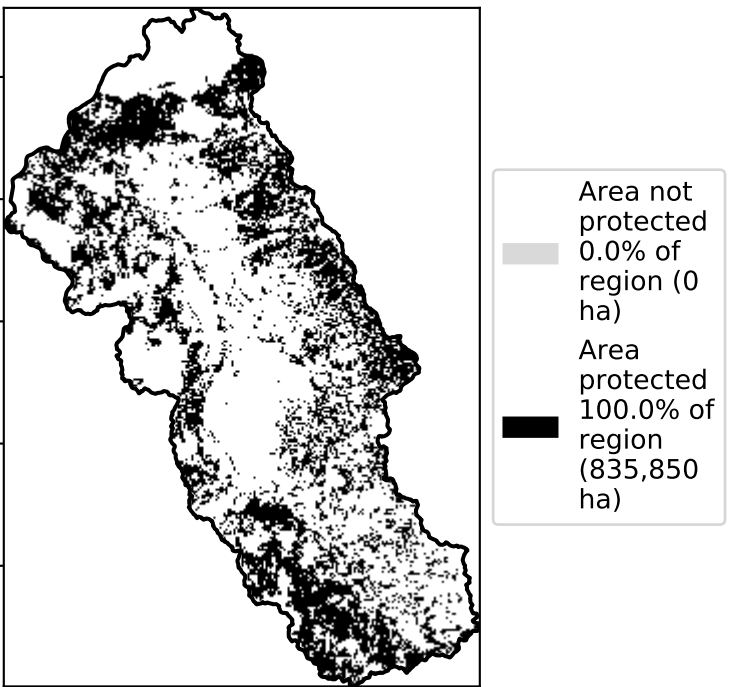 Area not
protected
0.0% of
region (0
ha)
Area
protected
100.0% of
region
(835,850
ha)